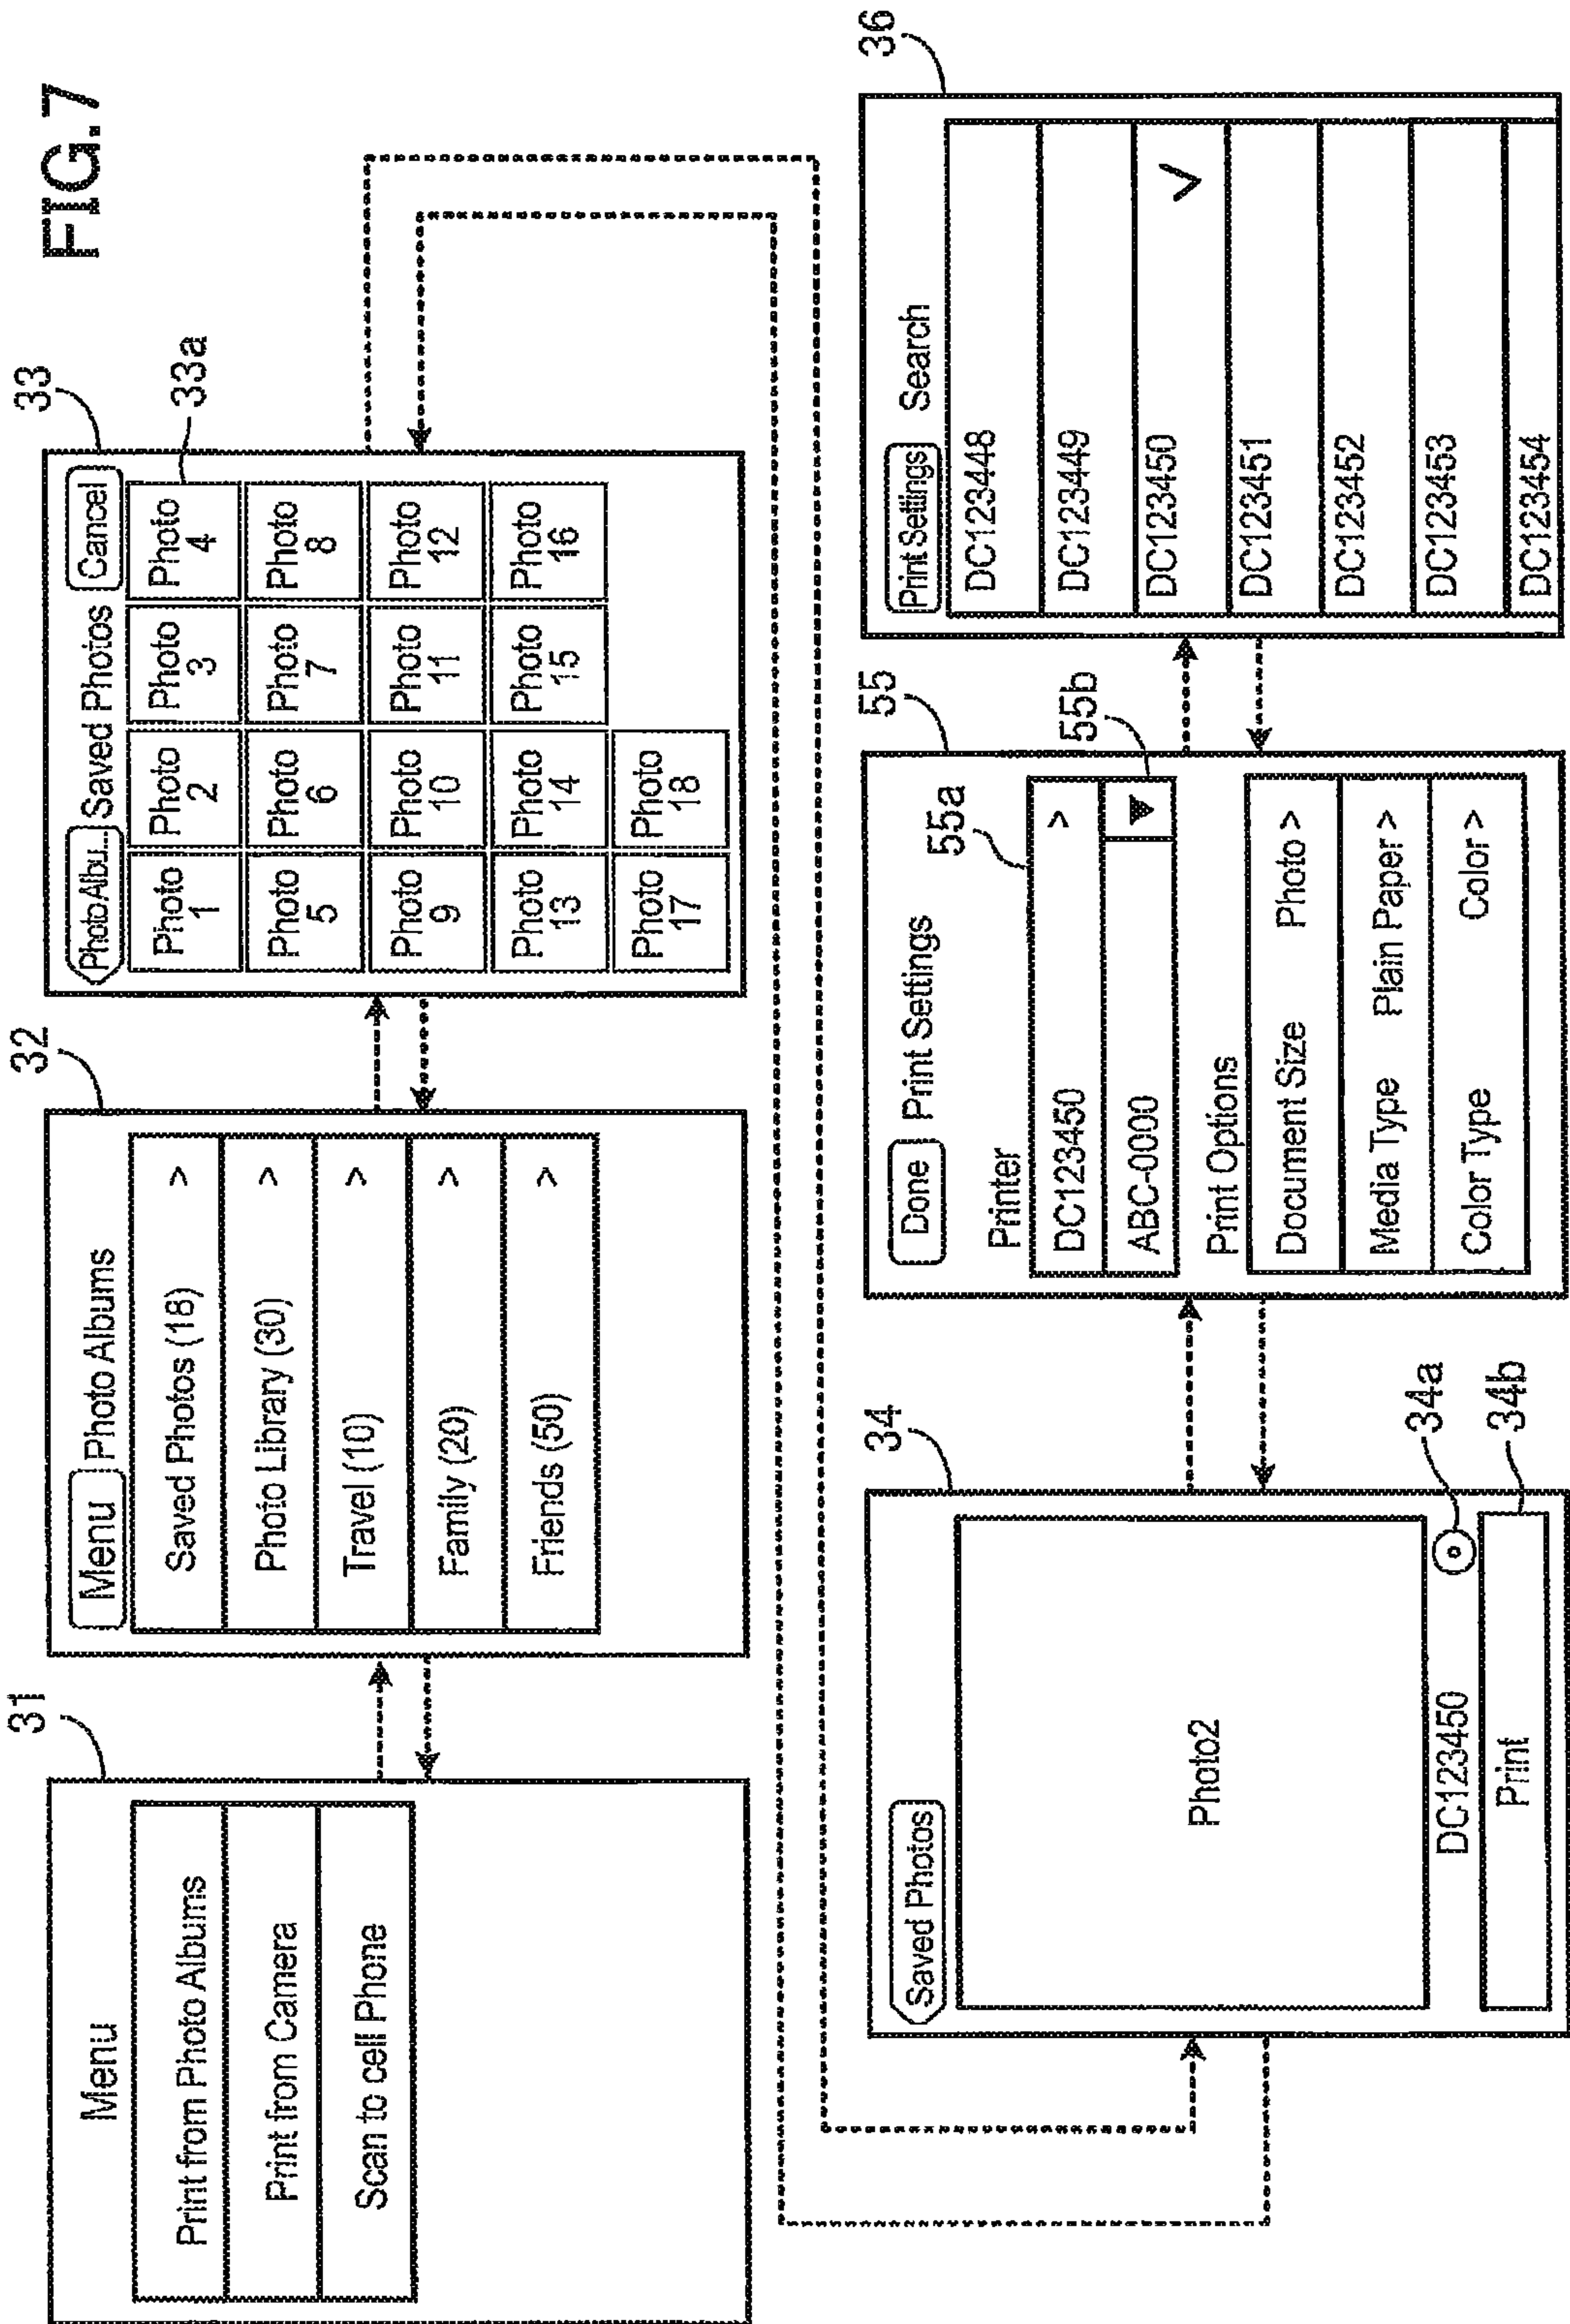 FIG.7
31
Menu
Print from Photo Albums
Print from Camera
Scan to cell Phone
32
Menu Photo Albums
Saved Photos (18) >
Photo Library (30) >
Travel (10) >
Family (20) >
Friends (50) >
33
Photo Albu... Saved Photos Cancel
33a
Photo 1 Photo 2 Photo 3 Photo 4
Photo 5 Photo 6 Photo 7 Photo 8
Photo 9 Photo 10 Photo 11 Photo 12
Photo 13 Photo 14 Photo 15 Photo 16
Photo 17 Photo 18
34
Saved Photos
Photo2
DC123450
34a
Print
34b
55
Done Print Settings
Printer
55a
DC123450 >
ABC-0000 ▼
55b
Print Options
Document Size Photo >
Media Type Plain Paper >
Color Type Color >
36
Print Settings Search
DC123448
DC123449
DC123450 ✓
DC123451
DC123452
DC123453
DC123454